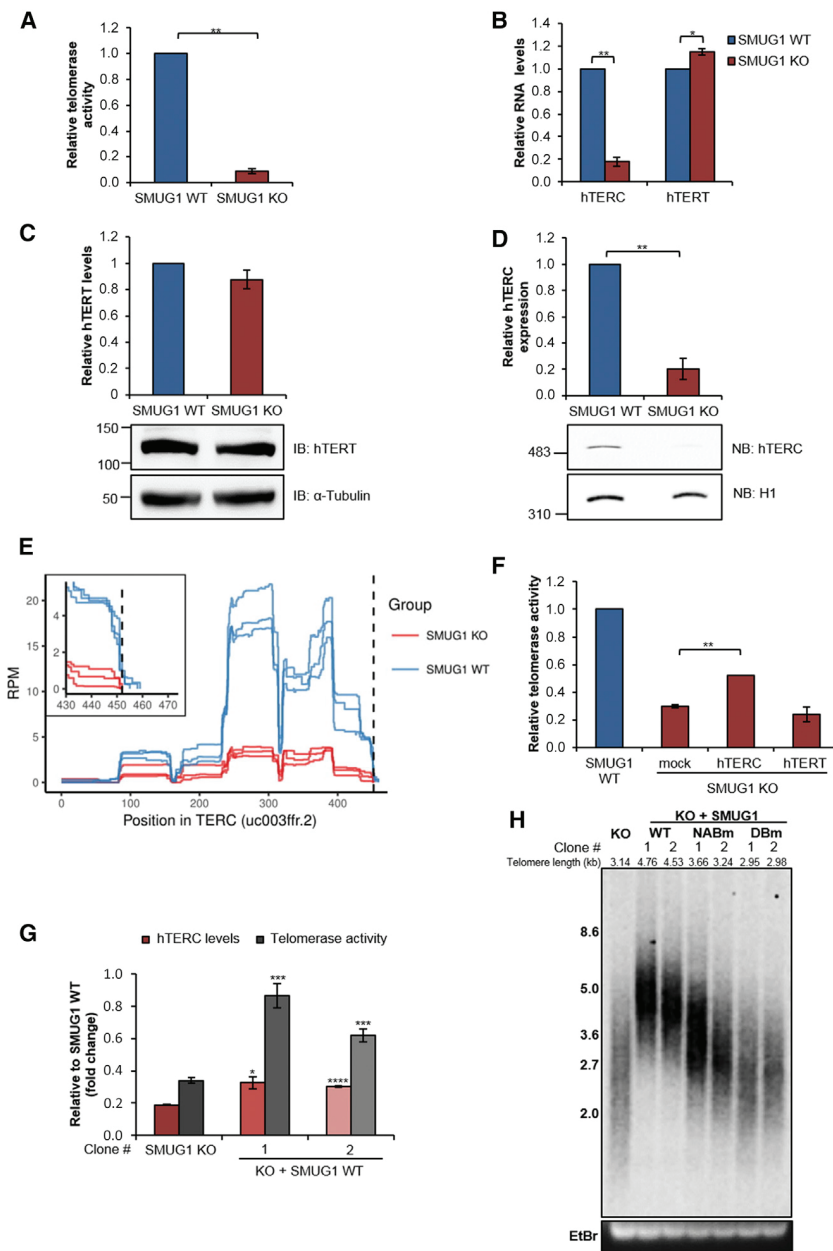 A
Relative telomerase
activity
1.2
1.0
0.8
0.6
0.4
0.2
0.0
**
SMUG1 WT SMUG1 KO
B
Relative RNA
levels
1.4
1.2
1.0
0.8
0.6
0.4
0.2
0.0
**
*
SMUG1 WT
SMUG1 KO
hTERC hTERT
C
Relative hTERT levels
1.2
1
0.8
0.6
0.4
0.2
0
SMUG1 WT SMUG1 KO
150
100
IB: hTERT
50
IB: α-Tubulin
D
Relative hTERC
expression
1.2
1.0
0.8
0.6
0.4
0.2
0.0
**
SMUG1 WT SMUG1 KO
483
NB: hTERC
310
NB: H1
E
RPM
20
15
10
5
0
4
2
0
430 440 450 460 470
0 100 200 300 400
Position in TERC (uc003ffr.2)
Group
SMUG1 KO
SMUG1 WT
F
Relative telomerase activity
1.2
1.0
0.8
0.6
0.4
0.2
0.0
**
SMUG1
WT
mock hTERC hTERT
SMUG1 KO
G
hTERC levels Telomerase activity
Relative to SMUG1 WT
(fold change)
1.0
0.8
0.6
0.4
0.2
0.0
*
***
****
***
Clone # SMUG1 KO 1 2
KO + SMUG1 WT
H
KO + SMUG1
KO WT NABm DBm
Clone # 1 2 1 2 1 2
Telomere length (kb) 3.14 4.76 4.53 3.66 3.24 2.95 2.98
8.6
5.0
3.6
2.7
2.0
EtBr